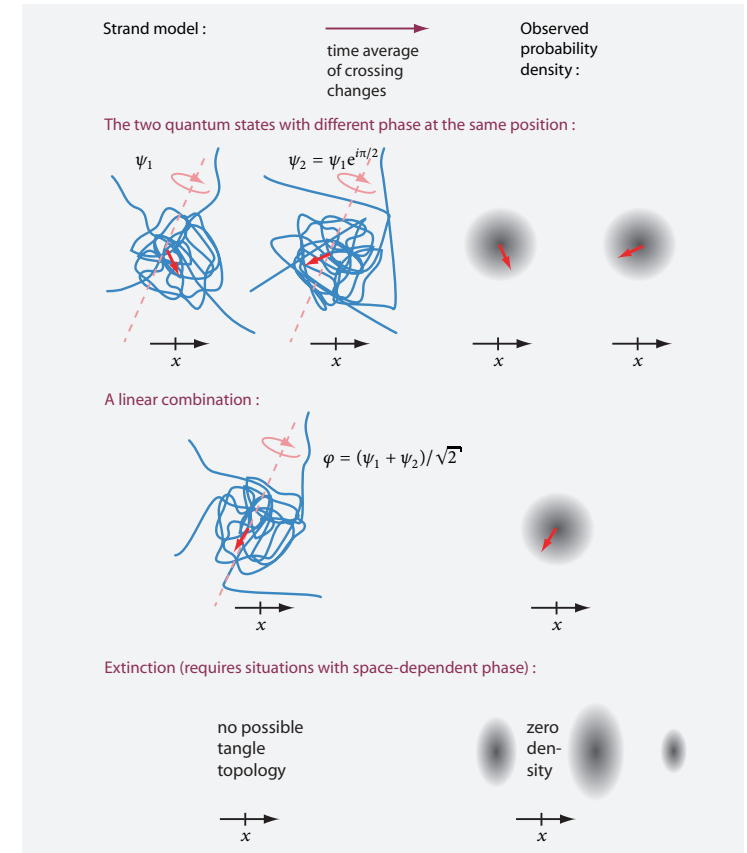 Strand model :
time average
of crossing
changes
Observed
probability
density :
The two quantum states with different phase at the same position :
ψ₁
ψ₂ = ψ₁e^{iπ/2}
x
x
x
x
A linear combination :
φ = (ψ₁ + ψ₂)/√2
x
x
Extinction (requires situations with space-dependent phase) :
no possible
tangle
topology
zero
den-
sity
x
x